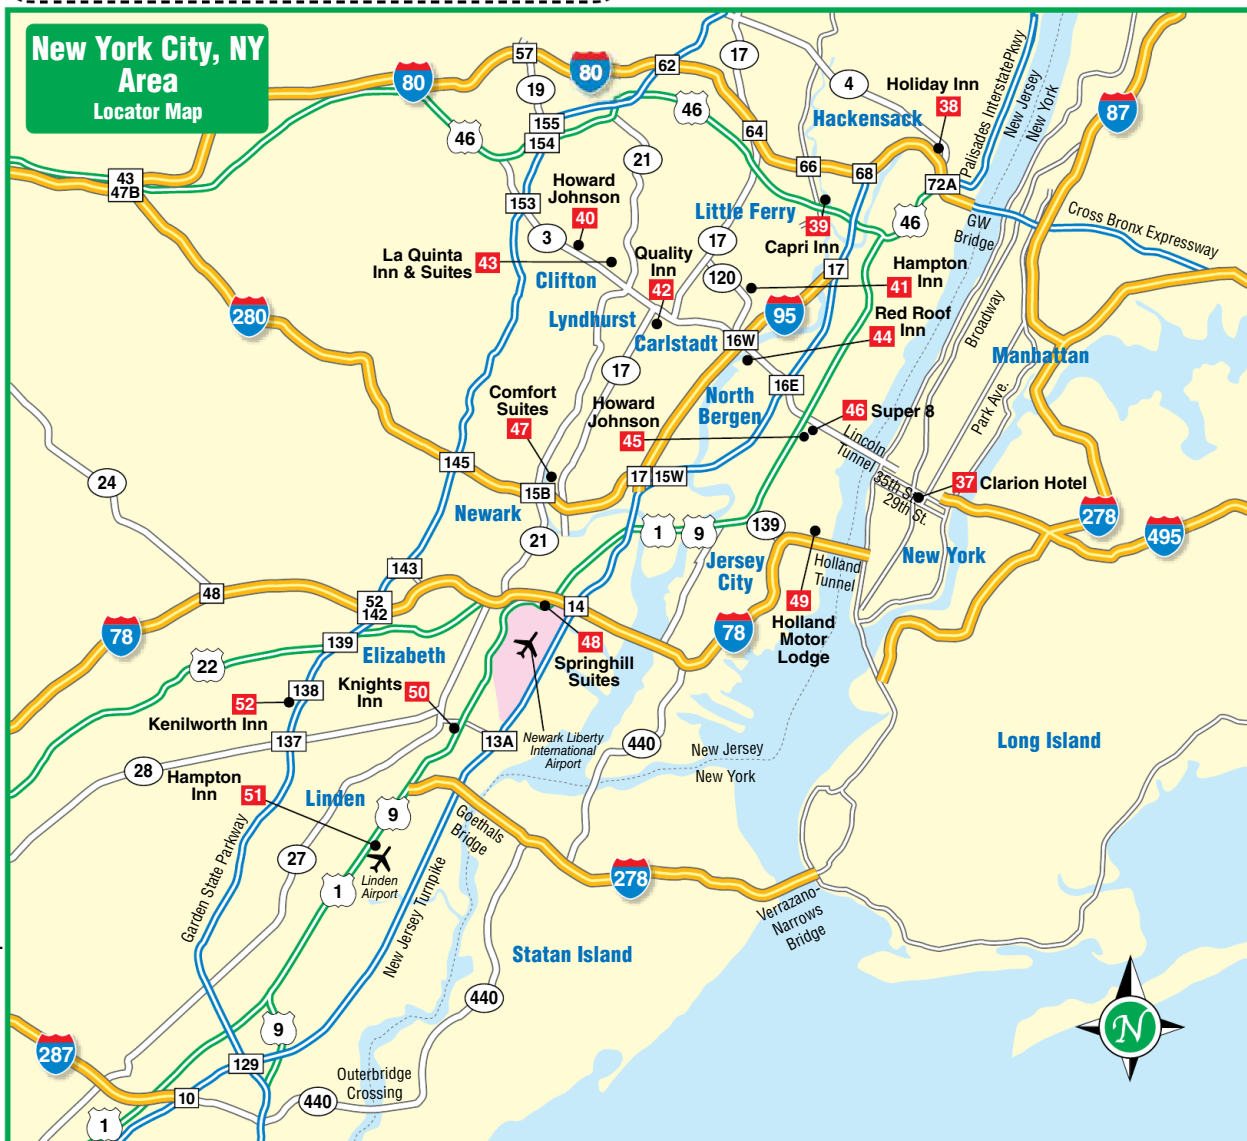 New York City, NY
Area
Locator Map
57
80
80
62
17
4
Holiday Inn
38
Palisades InterstatePkwy
New Jersey
New York
87
19
46
46
155
154
Hackensack
64
66
68
72A
21
43
47B
153
Howard
Johnson
40
3
Little Ferry
39
Capri Inn
46
GW
Bridge
Cross Bronx Expressway
La Quinta
Inn & Suites
43
Clifton
Quality
Inn
42
17
120
17
Hampton
Inn
41
280
Lyndhurst
Carlstadt
95
Red Roof
Inn
44
16W
Broadway
Manhattan
17
16E
North
Bergen
Park Ave.
Comfort
Suites
47
Howard
Johnson
45
46
Super 8
Lincoln
Tunnel
145
24
15B
17
15W
35th St.
29th St.
37
Clarion Hotel
Newark
21
1
9
139
278
495
Jersey
City
Holland
Tunnel
New York
143
48
52
142
14
49
Holland
Motor
Lodge
78
78
139
Elizabeth
48
Springhill
Suites
22
Knights
Inn
50
138
52
Kenilworth Inn
137
13A
Newark Liberty
International
Airport
440
New Jersey
New York
Long Island
28
Hampton
Inn
51
Linden
9
Goethals
Bridge
27
1
Linden
Airport
278
Garden State Parkway
New Jersey Turnpike
Verrazano-
Narrows
Bridge
Statan Island
440
9
287
129
N
Outerbridge
Crossing
10
440
1